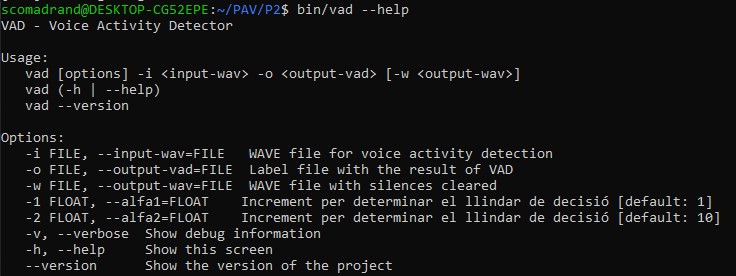 scomadrand@DESKTOP-CG52EPE:~/PAV/P2$ bin/vad --help
VAD - Voice Activity Detector

Usage:
   vad [options] -i <input-wav> -o <output-vad> [-w <output-wav>]
   vad (-h | --help)
   vad --version

Options:
   -i FILE, --input-wav=FILE   WAVE file for voice activity detection
   -o FILE, --output-vad=FILE  Label file with the result of VAD
   -w FILE, --output-wav=FILE  WAVE file with silences cleared
   -1 FLOAT, --alfa1=FLOAT    Increment per determinar el llindar de decisió [default: 1]
   -2 FLOAT, --alfa2=FLOAT    Increment per determinar el llindar de decisió [default: 10]
   -v, --verbose  Show debug information
   -h, --help     Show this screen
   --version      Show the version of the project